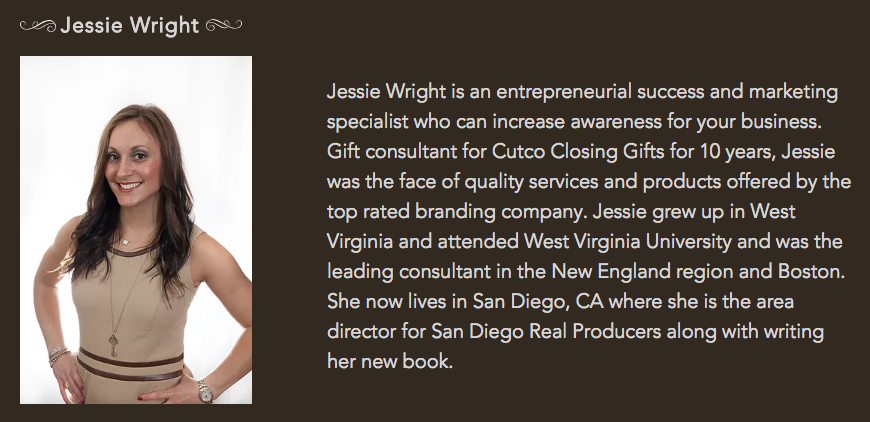 Jessie Wright
Jessie Wright is an entrepreneurial success and marketing
specialist who can increase awareness for your business.
Gift consultant for Cutco Closing Gifts for 10 years, Jessie
was the face of quality services and products offered by the
top rated branding company. Jessie grew up in West
Virginia and attended West Virginia University and was the
leading consultant in the New England region and Boston.
She now lives in San Diego, CA where she is the area
director for San Diego Real Producers along with writing
her new book.